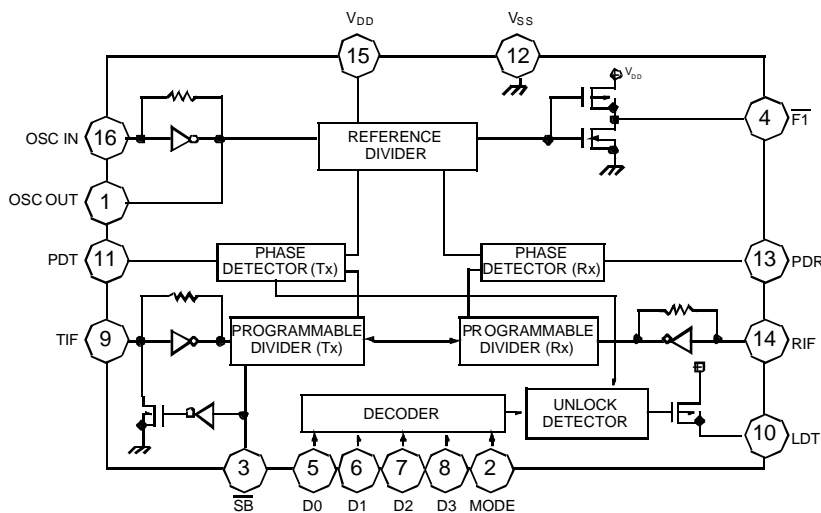 VDD
VSS
15
12
VDD
OSC IN
16
REFERENCE
DIVIDER
4
F1
OSC OUT
1
PDT
11
PHASE
DETECTOR (Tx)
PHASE
DETECTOR (Rx)
13
PDR
TIF
9
PROGRAMMABLE
DIVIDER (Tx)
PROGRAMMABLE
DIVIDER (Rx)
14
RIF
DECODER
UNLOCK
DETECTOR
10
LDT
3
5
6
7
8
2
SB
D0
D1
D2
D3
MODE